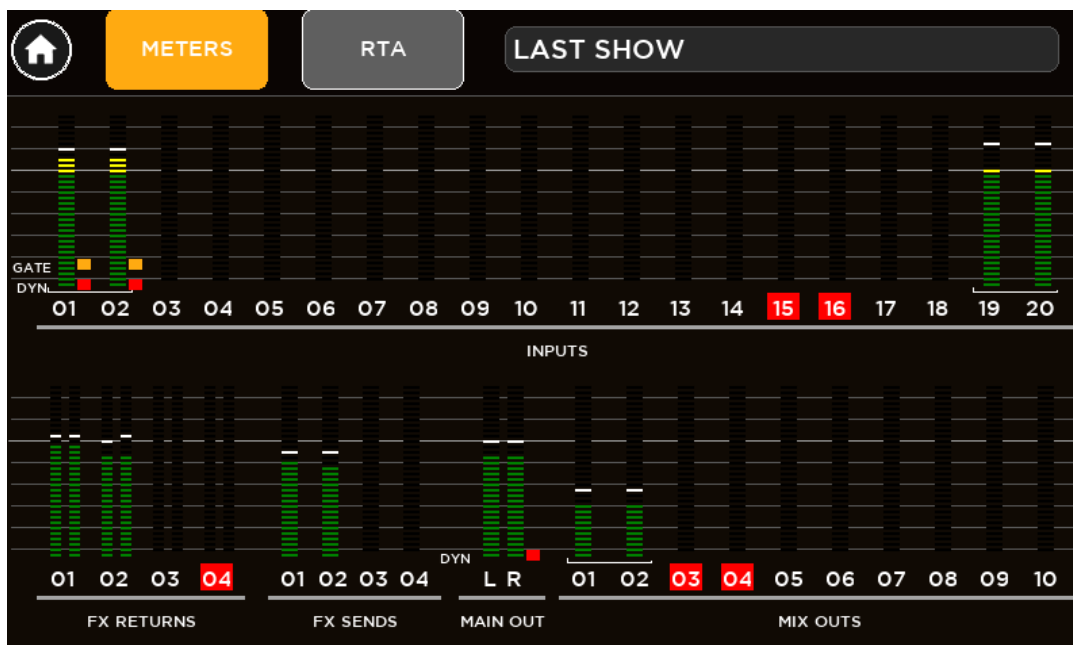 METERS RTA LAST SHOW
GATE
DYN
01 02 03 04 05 06 07 08 09 10 11 12 13 14 15 16 17 18 19 20
INPUTS
DYN
01 02 03 04 01 02 03 04 L R 01 02 03 04 05 06 07 08 09 10
FX RETURNS FX SENDS MAIN OUT MIX OUTS